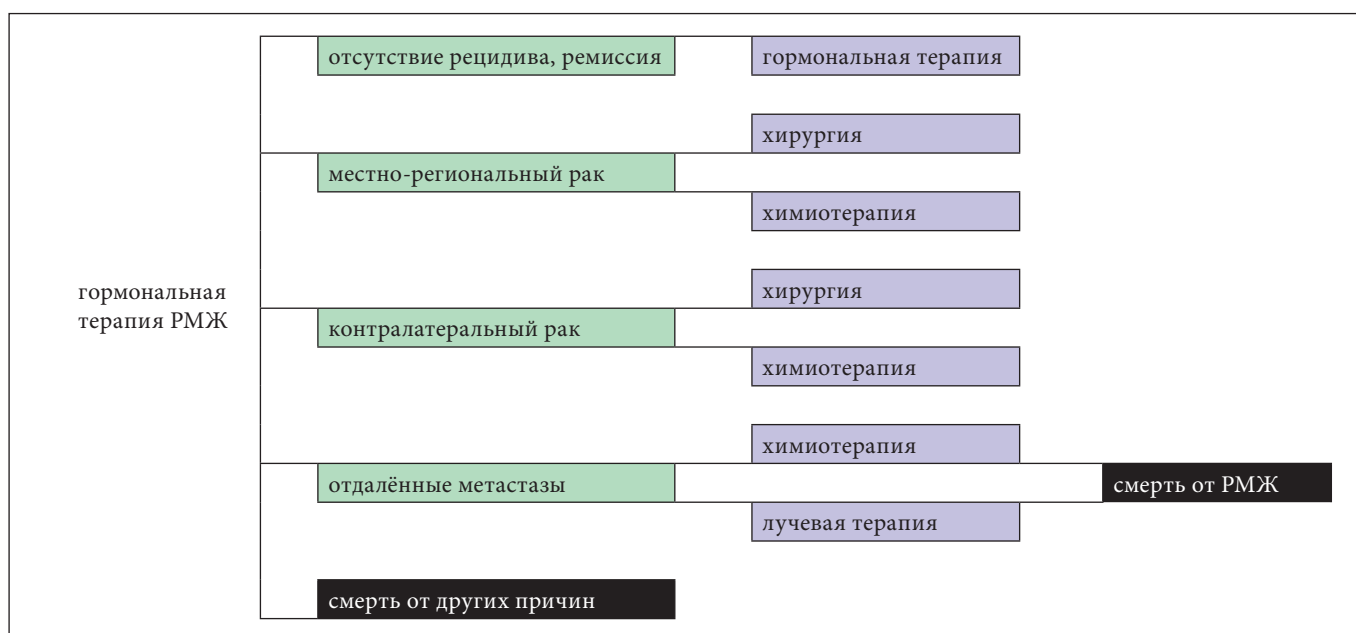 отсутствие рецидива, ремиссия
гормональная терапия
хирургия
местно-региональный рак
химиотерапия
хирургия
гормональная
терапия РМЖ
контралатеральный рак
химиотерапия
химиотерапия
отдалённые метастазы
смерть от РМЖ
лучевая терапия
смерть от других причин